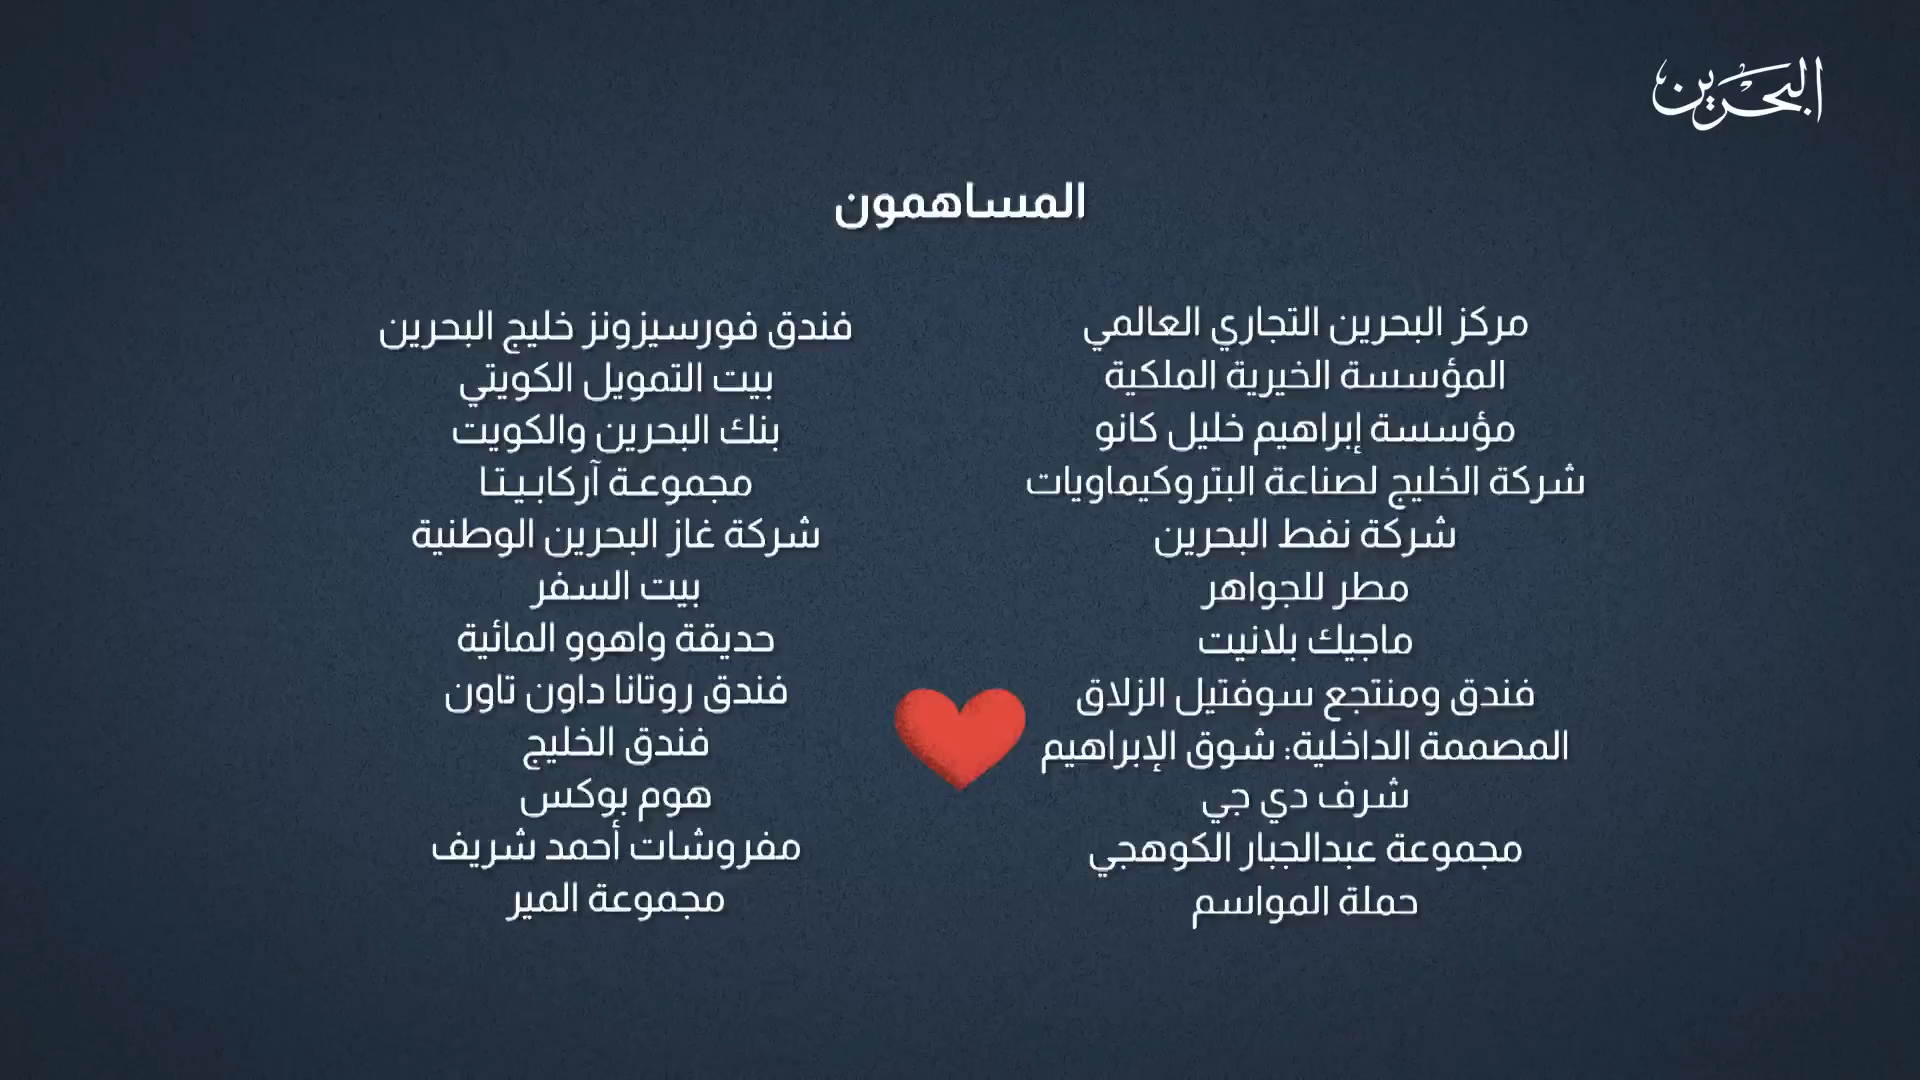 البحرين
المساهمون
مركز البحرين التجاري العالمي
المؤسسة الخيرية الملكية
مؤسسة إبراهيم خليل كانو
شركة الخليج لصناعة البتروكيماويات
شركة نفط البحرين
مطر للجواهر
ماجيك بلانيت
فندق ومنتجع سوفتيل الزلاق
المصممة الداخلية: شوق الإبراهيم
شرف دي جي
مجموعة عبدالجبار الكوهجي
حملة المواسم
فندق فورسيزونز خليج البحرين
بيت التمويل الكويتي
بنك البحرين والكويت
مجموعة آركابيتا
شركة غاز البحرين الوطنية
بيت السفر
حديقة واهوو المائية
فندق روتانا داون تاون
فندق الخليج
هوم بوكس
مفروشات أحمد شريف
مجموعة المير